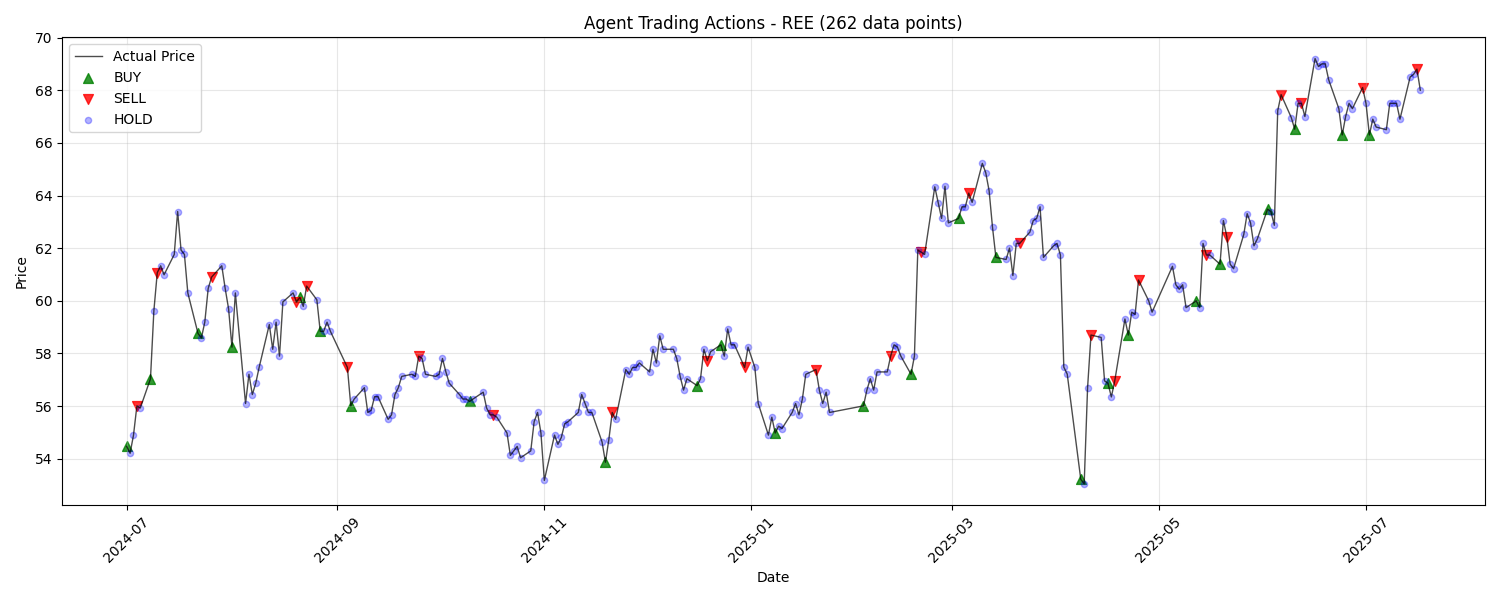 Agent Trading Actions - REE (262 data points)
Actual Price
BUY
SELL
HOLD
Price
70
68
66
64
62
60
58
56
54
2024-07
2024-09
2024-11
2025-01
2025-03
2025-05
2025-07
Date